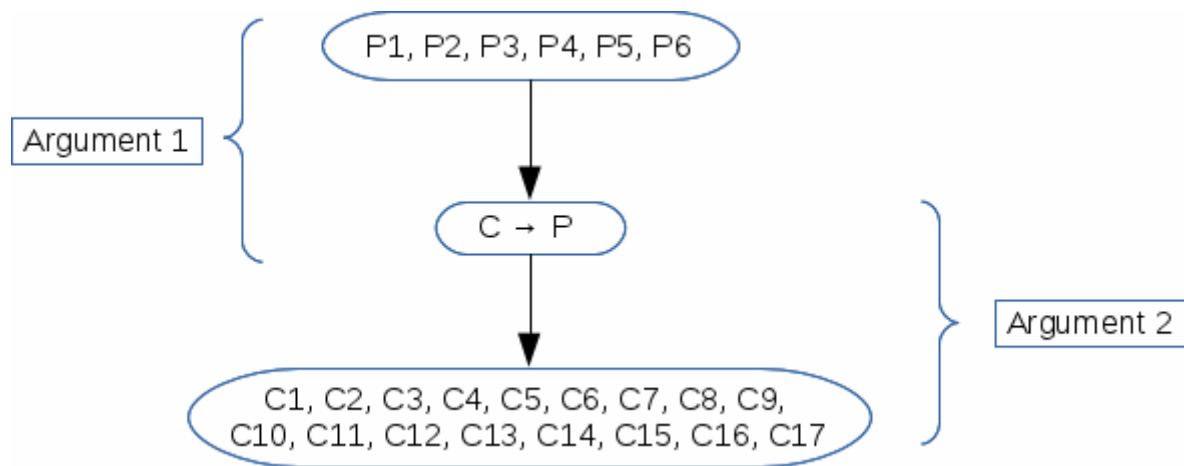 P1, P2, P3, P4, P5, P6
Argument 1
C → P
Argument 2
C1, C2, C3, C4, C5, C6, C7, C8, C9,
C10, C11, C12, C13, C14, C15, C16, C17